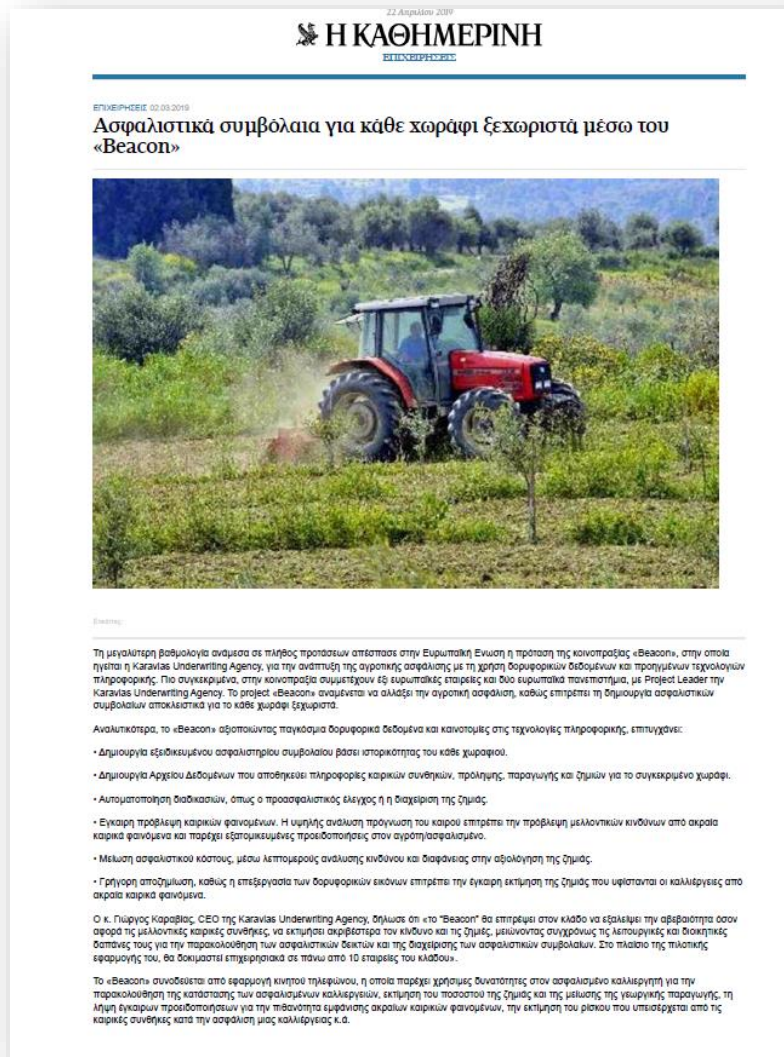 22 Απριλίου 2019
Η ΚΑΘΗΜΕΡΙΝΗ
ΕΠΙΧΕΙΡΗΣΕΙΣ
ΕΠΙΧΕΙΡΗΣΕΙΣ 02.03.2019
Ασφαλιστικά συμβόλαια για κάθε χωράφι ξεχωριστά μέσω του
«Beacon»
Ετικέτες:
Τη μεγαλύτερη βαθμολογία ανάμεσα σε πλήθος προτάσεων απέσπασε στην Ευρωπαϊκή Ενωση η πρόταση της κοινοπραξίας «Beacon», στην οποία
ηγείται η Karavias Underwriting Agency, για την ανάπτυξη της αγροτικής ασφάλισης με τη χρήση δορυφορικών δεδομένων και προηγμένων τεχνολογιών
πληροφορικής. Πιο συγκεκριμένα, στην κοινοπραξία συμμετέχουν έξι ευρωπαϊκές εταιρείες και δύο ευρωπαϊκά πανεπιστήμια, με Project Leader την
Karavias Underwriting Agency. Το project «Beacon» αναμένεται να αλλάξει την αγροτική ασφάλιση, καθώς επιτρέπει τη δημιουργία ασφαλιστικών
συμβολαίων αποκλειστικά για το κάθε χωράφι ξεχωριστά.
Αναλυτικότερα, το «Beacon» αξιοποιώντας παγκόσμια δορυφορικά δεδομένα και καινοτομίες στις τεχνολογίες πληροφορικής, επιτυγχάνει:
• Δημιουργία εξειδικευμένου ασφαλιστηρίου συμβολαίου βάσει ιστορικότητας του κάθε χωραφιού.
• Δημιουργία Αρχείου Δεδομένων που αποθηκεύει πληροφορίες καιρικών συνθηκών, πρόληψης, παραγωγής και ζημιών για το συγκεκριμένο χωράφι.
• Αυτοματοποίηση διαδικασιών, όπως ο προασφαλιστικός έλεγχος ή η διαχείριση της ζημιάς.
• Εγκαιρη πρόβλεψη καιρικών φαινομένων. Η υψηλής ανάλυση πρόγνωση του καιρού επιτρέπει την πρόβλεψη μελλοντικών κινδύνων από ακραία
καιρικά φαινόμενα και παρέχει εξατομικευμένες προειδοποιήσεις στον αγρότη/ασφαλισμένο.
• Μείωση ασφαλιστικού κόστους, μέσω λεπτομερούς ανάλυσης κινδύνου και διαφάνειας στην αξιολόγηση της ζημιάς.
• Γρήγορη αποζημίωση, καθώς η επεξεργασία των δορυφορικών εικόνων επιτρέπει την έγκαιρη εκτίμηση της ζημιάς που υφίστανται οι καλλιέργειες από
ακραία καιρικά φαινόμενα.
Ο κ. Γιώργος Καραβίας, CEO της Karavias Underwriting Agency, δήλωσε ότι «το "Beacon" θα επιτρέψει στον κλάδο να εξαλείψει την αβεβαιότητα όσον
αφορά τις μελλοντικές καιρικές συνθήκες, να εκτιμήσει ακριβέστερα τον κίνδυνο και τις ζημιές, μειώνοντας συγχρόνως τις λειτουργικές και διοικητικές
δαπάνες τους για την παρακολούθηση των ασφαλιστικών δεικτών και της διαχείρισης των ασφαλιστικών συμβολαίων. Στο πλαίσιο της πιλοτικής
εφαρμογής του, θα δοκιμαστεί επιχειρησιακά σε πάνω από 10 εταιρείες του κλάδου».
Το «Beacon» συνοδεύεται από εφαρμογή κινητού τηλεφώνου, η οποία παρέχει χρήσιμες δυνατότητες στον ασφαλισμένο καλλιεργητή για την
παρακολούθηση της κατάστασης των ασφαλισμένων καλλιεργειών, εκτίμηση του ποσοστού της ζημιάς και της μείωσης της γεωργικής παραγωγής, τη
λήψη έγκαιρων προειδοποιήσεων για την πιθανότητα εμφάνισης ακραίων καιρικών φαινομένων, την εκτίμηση του ρίσκου που υπεισέρχεται από τις
καιρικές συνθήκες κατά την ασφάλιση μιας καλλιέργειας κ.ά.